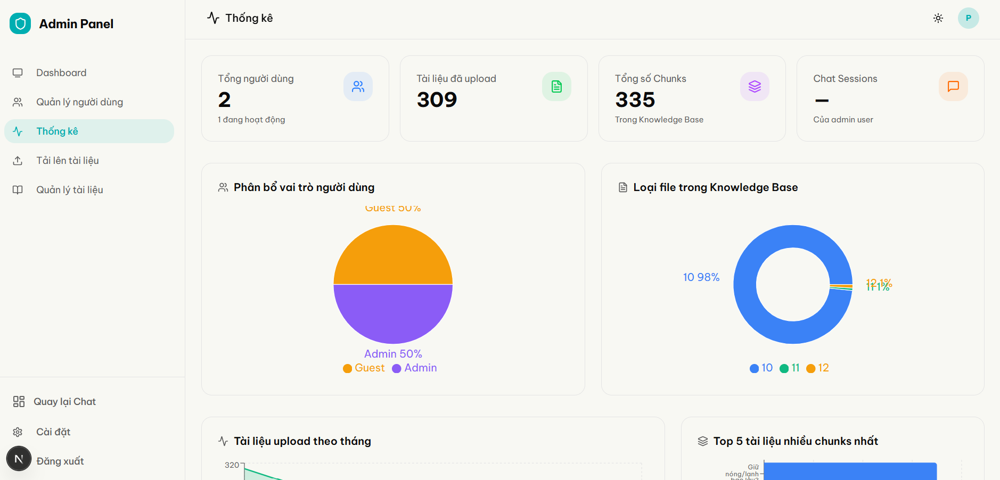 Admin Panel
Dashboard
Quản lý người dùng
Thống kê
Tải lên tài liệu
Quản lý tài liệu
Quay lại Chat
Cài đặt
N
Đăng xuất
Thống kê
P
Tổng người dùng
2
1 đang hoạt động
Tài liệu đã upload
309
Tổng số Chunks
335
Trong Knowledge Base
Chat Sessions
–
Của admin user
Phân bổ vai trò người dùng
Guest 50%
Admin 50%
Guest Admin
Loại file trong Knowledge Base
10 98%
12 1%
11 1%
10 11 12
Tài liệu upload theo tháng
320
Top 5 tài liệu nhiều chunks nhất
Giữ
nóng/lạnh
bao lâu?